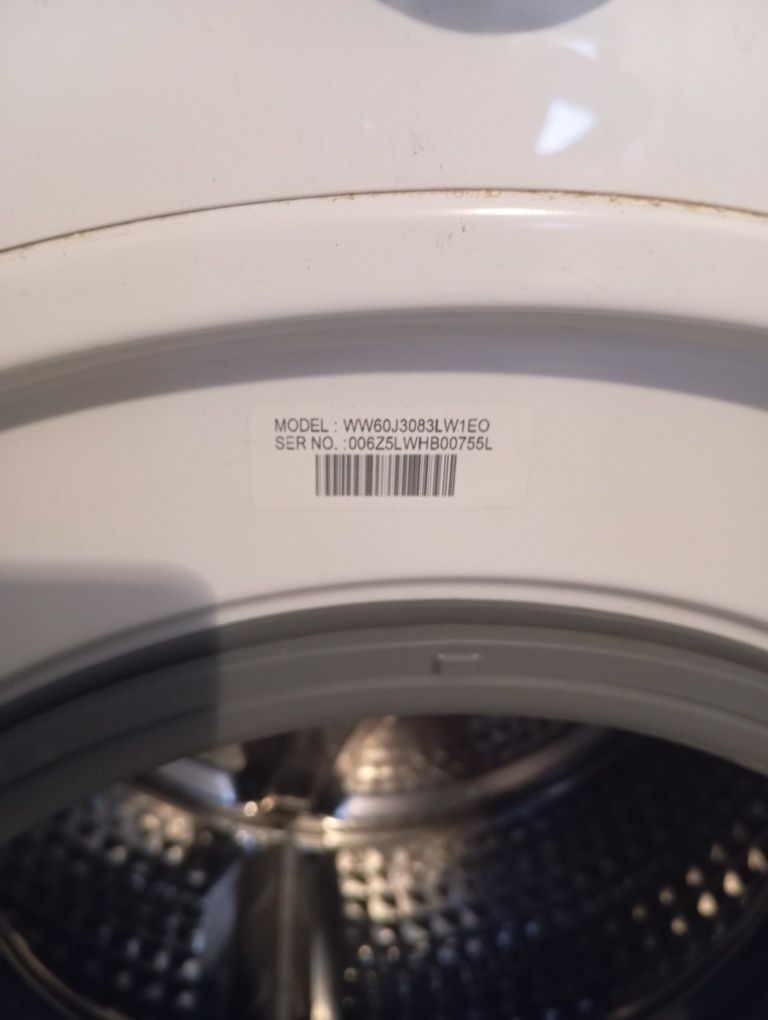 MODEL : WW60J3083LW1EO
SER NO. :006Z5LWHB00755L